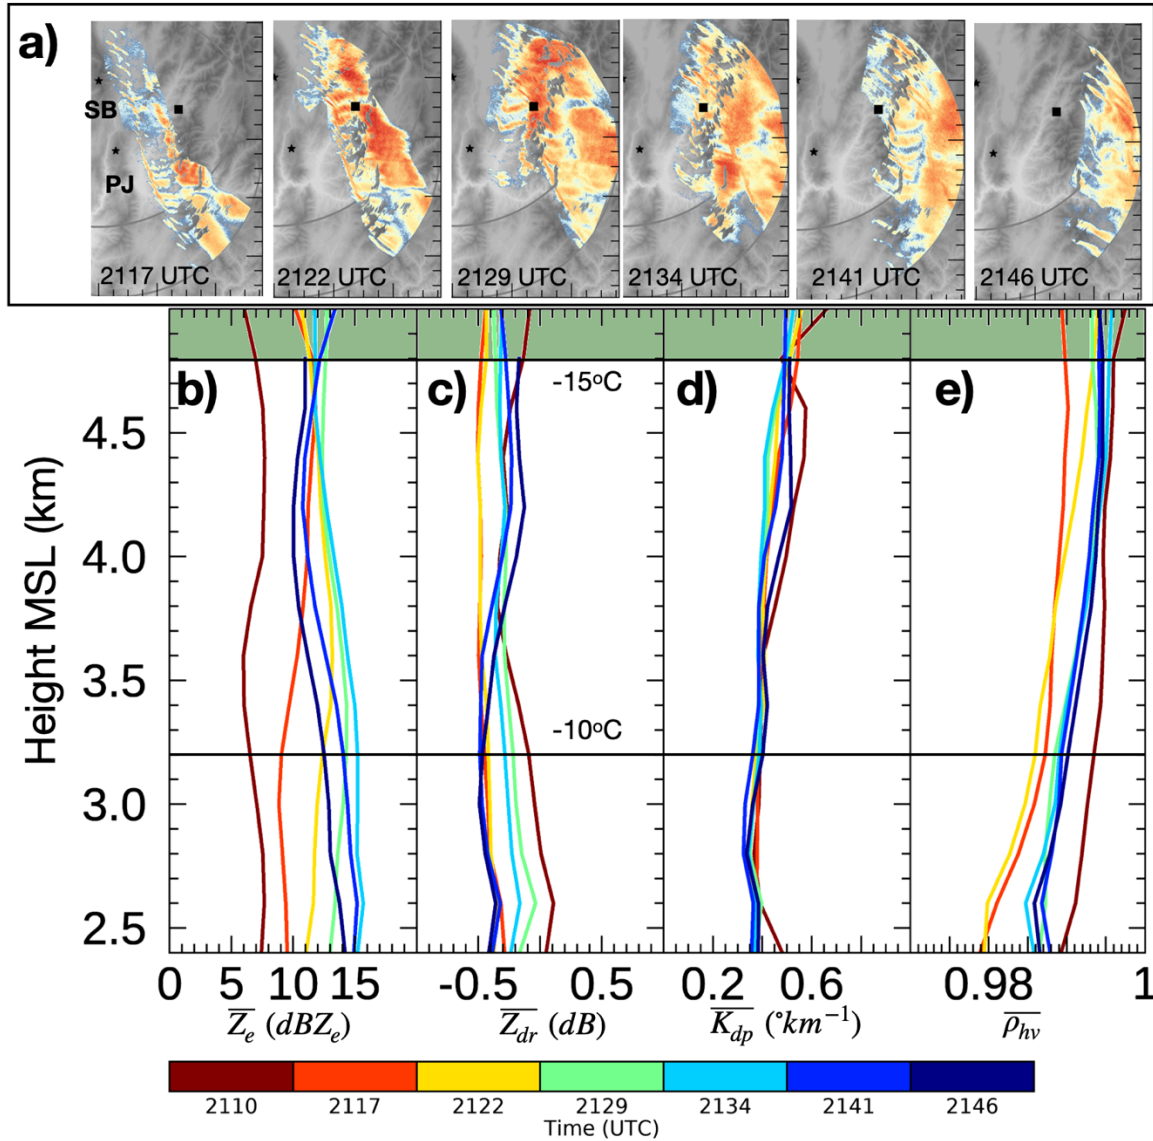 a)
SB
PJ
2117 UTC
2122 UTC
2129 UTC
2134 UTC
2141 UTC
2146 UTC
b)
c)
d)
e)
-15°C
-10°C
Height MSL (km)
4.5
4.0
3.5
3.0
2.5
0 5 10 15
-0.5 0.5
0.2 0.6
0.98 1
Z̅ₑ (dBZₑ)
Z̅dr (dB)
K̅dp (°km⁻¹)
ρ̅hv
2110 2117 2122 2129 2134 2141 2146
Time (UTC)